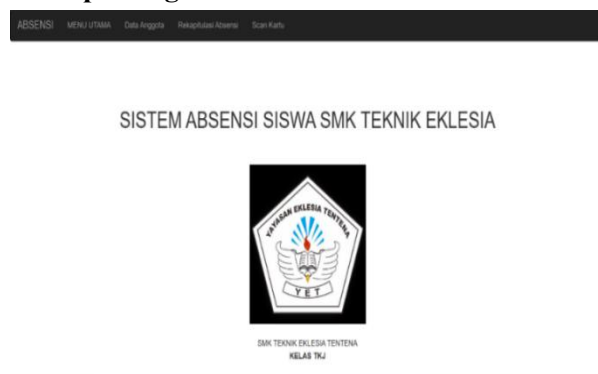 ABSENSI MENU UTAMA Data Anggota Rekapitulasi Absensi Scan Kartu
SISTEM ABSENSI SISWA SMK TEKNIK EKLESIA
YAYASAN EKLESIA TENTENA
YET
SMK TEKNIK EKLESIA TENTENA
KELAS TKJ